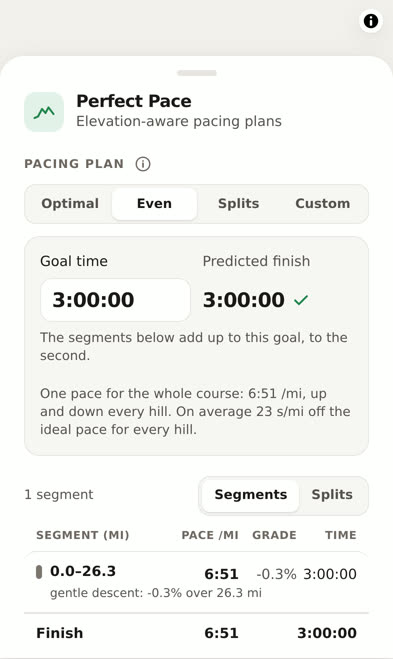 Perfect Pace
Elevation-aware pacing plans
PACING PLAN
Optimal Even Splits Custom
Goal time Predicted finish
3:00:00 3:00:00
The segments below add up to this goal, to the
second.
One pace for the whole course: 6:51 /mi, up
and down every hill. On average 23 s/mi off the
ideal pace for every hill.
1 segment Segments Splits
SEGMENT (MI) PACE /MI GRADE TIME
0.0–26.3 6:51 -0.3% 3:00:00
gentle descent: -0.3% over 26.3 mi
Finish 6:51 3:00:00